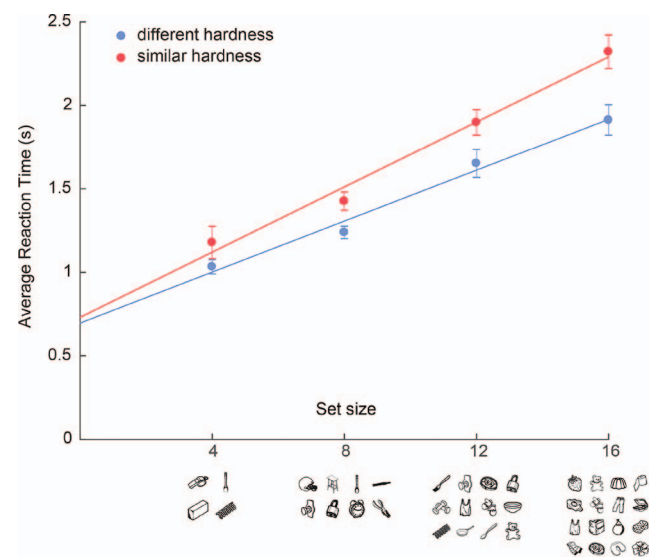 2.5
different hardness
similar hardness
2
1.5
1
0.5
0
Average Reaction Time (s)
Set size
4 8 12 16